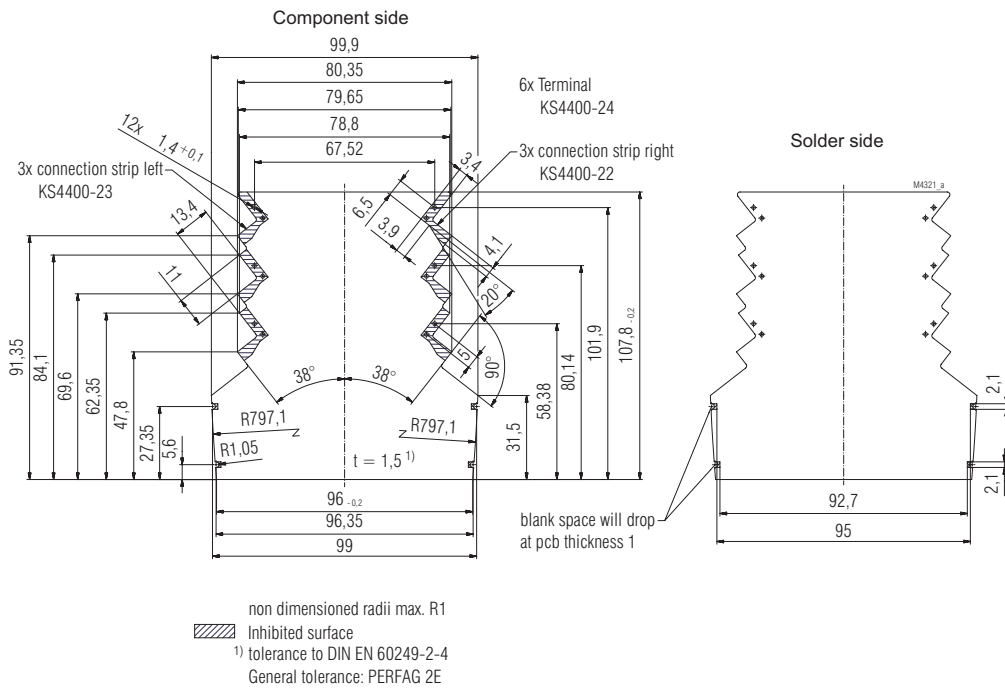 Component side
99,9
80,35
79,65
78,8
67,52
6x Terminal
KS4400-24
12x
1,4 +0,1
3x connection strip left
KS4400-23
3x connection strip right
KS4400-22
3,4
6,5
3,9
4,1
20°
13,4
11
5
90°
38°
38°
91,35
84,1
69,6
62,35
47,8
27,35
5,6
R797,1
R797,1
R1,05
t = 1,5 1)
31,5
58,38
80,14
101,9
107,8 -0,2
96 -0,2
96,35
99
Solder side
M4321_a
2,1
2,1
92,7
95
blank space will drop
at pcb thickness 1
non dimensioned radii max. R1
Inhibited surface
1) tolerance to DIN EN 60249-2-4
General tolerance: PERFAG 2E